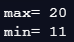 max= 20
min= 11